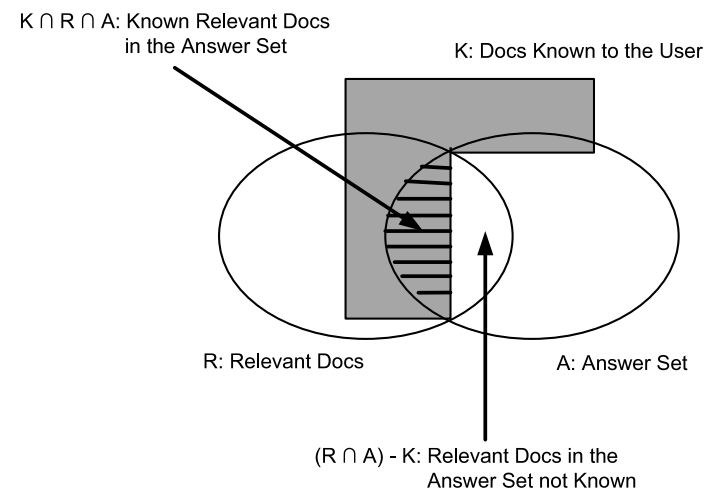 K ∩ R ∩ A: Known Relevant Docs
in the Answer Set
K: Docs Known to the User
R: Relevant Docs
A: Answer Set
(R ∩ A) - K: Relevant Docs in the
Answer Set not Known